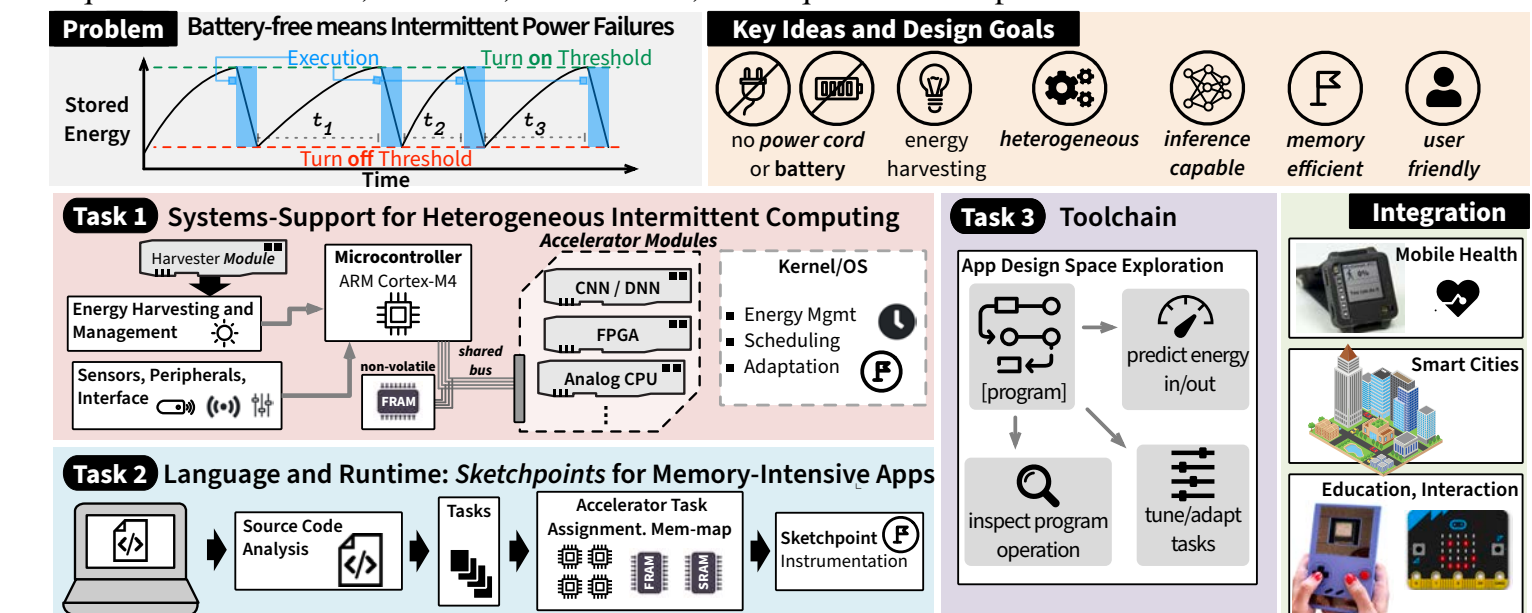 Problem
Battery-free means Intermittent Power Failures
Execution
Turn on Threshold
Stored
Energy
t1
t2
t3
Turn off Threshold
Time
Key Ideas and Design Goals
no power cord
or battery
energy
harvesting
heterogeneous
inference
capable
memory
efficient
user
friendly
Task 1
Systems-Support for Heterogeneous Intermittent Computing
Harvester Module
Energy Harvesting and
Management
Sensors, Peripherals,
Interface
Microcontroller
ARM Cortex-M4
non-volatile
FRAM
shared
bus
Accelerator Modules
CNN / DNN
FPGA
Analog CPU
Kernel/OS
Energy Mgmt
Scheduling
Adaptation
Task 2
Language and Runtime: Sketchpoints for Memory-Intensive Apps
</>
Source Code
Analysis
</>
Tasks
Accelerator Task
Assignment. Mem-map
FRAM
SRAM
Sketchpoint
Instrumentation
Task 3
Toolchain
App Design Space Exploration
[program]
predict energy
in/out
inspect program
operation
tune/adapt
tasks
Integration
Mobile Health
Smart Cities
Education, Interaction